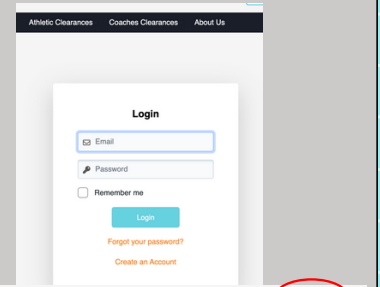 Athletic Clearances Coaches Clearances About Us
Login
Email
Password
Remember me
Login
Forgot your password?
Create an Account